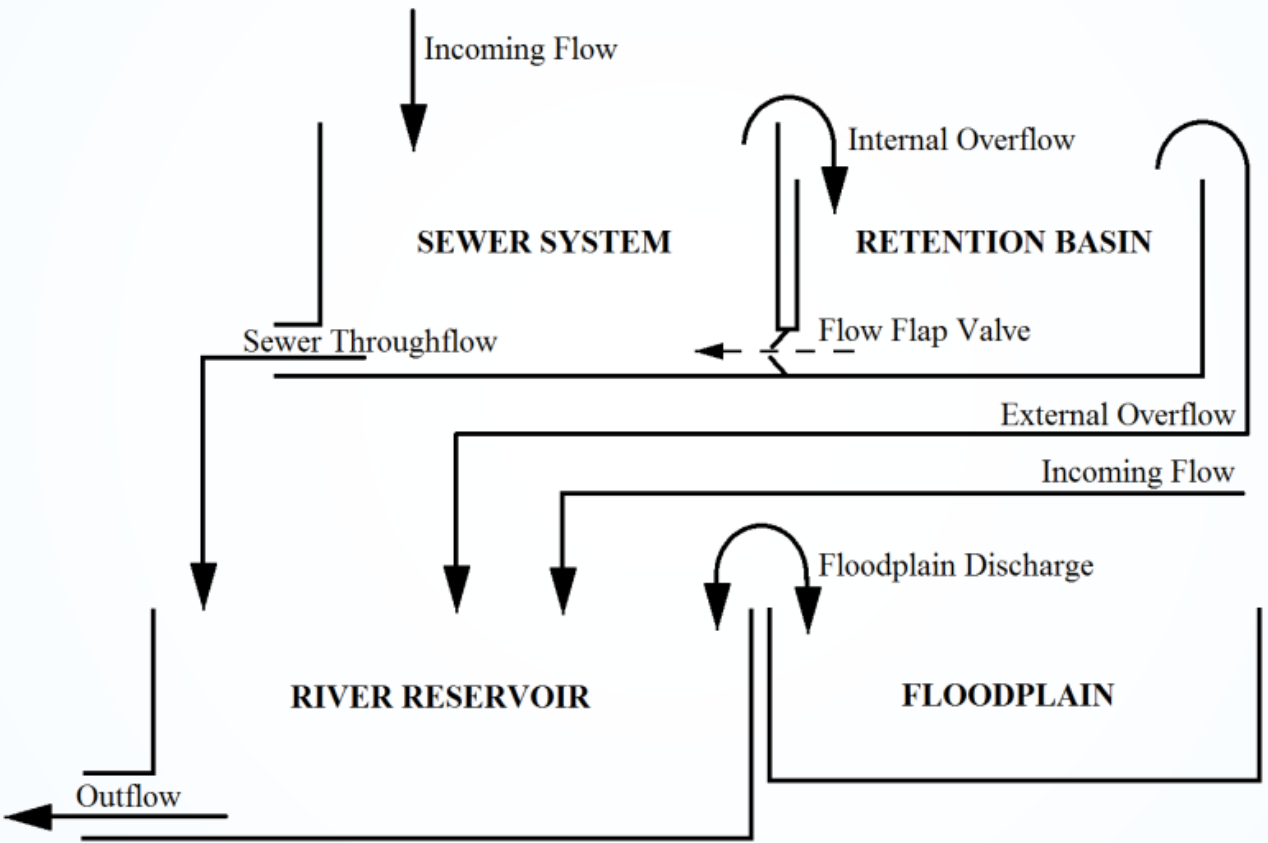 Incoming Flow
Internal Overflow
SEWER SYSTEM
RETENTION BASIN
Flow Flap Valve
Sewer Throughflow
External Overflow
Incoming Flow
Floodplain Discharge
RIVER RESERVOIR
FLOODPLAIN
Outflow